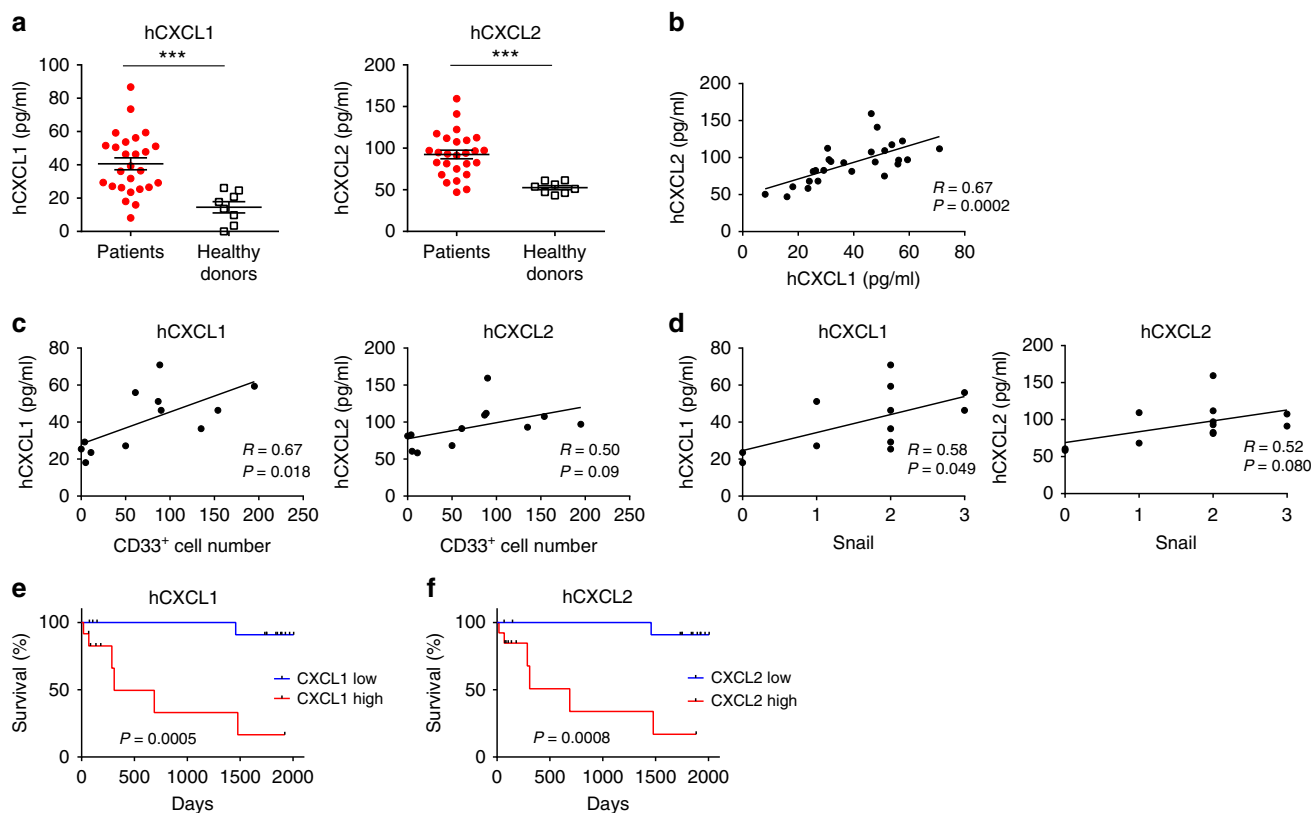 a
hCXCL1
***
hCXCL1 (pg/ml)
100
80
60
40
20
0
Patients
Healthy
donors
hCXCL2
***
hCXCL2 (pg/ml)
200
150
100
50
0
Patients
Healthy
donors
b
hCXCL2 (pg/ml)
200
150
100
50
0
R = 0.67
P = 0.0002
0 20 40 60 80
hCXCL1 (pg/ml)
c
hCXCL1
hCXCL1 (pg/ml)
80
60
40
20
0
R = 0.67
P = 0.018
0 50 100 150 200 250
CD33+ cell number
hCXCL2
hCXCL2 (pg/ml)
200
150
100
50
0
R = 0.50
P = 0.09
0 50 100 150 200 250
CD33+ cell number
d
hCXCL1
hCXCL1 (pg/ml)
80
60
40
20
0
R = 0.58
P = 0.049
0 1 2 3
Snail
hCXCL2
hCXCL2 (pg/ml)
200
150
100
50
0
R = 0.52
P = 0.080
0 1 2 3
Snail
e
hCXCL1
Survival (%)
100
50
0
CXCL1 low
CXCL1 high
P = 0.0005
0 500 1000 1500 2000
Days
f
hCXCL2
Survival (%)
100
50
0
CXCL2 low
CXCL2 high
P = 0.0008
0 500 1000 1500 2000
Days